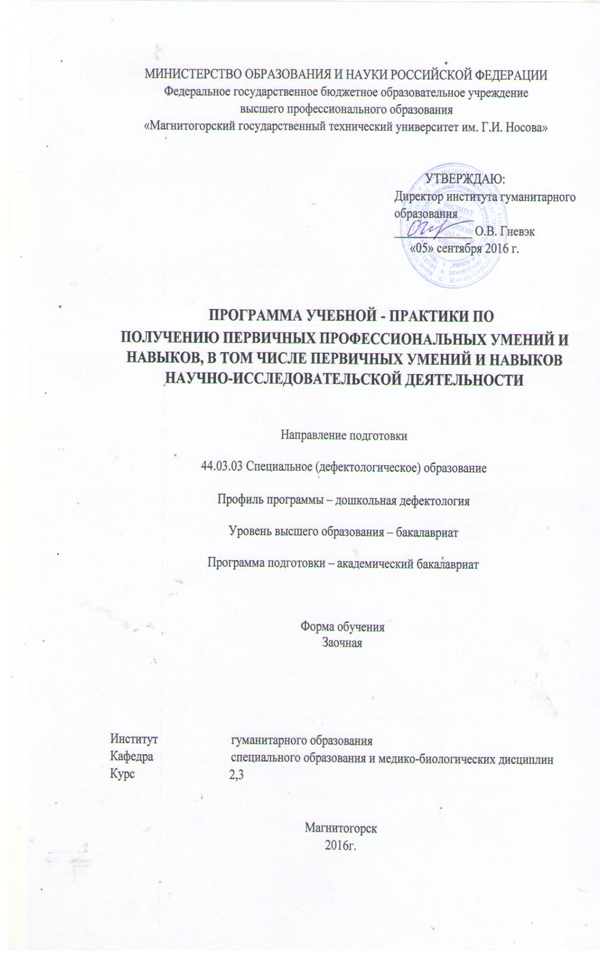 МИНИСТЕРСТВО ОБРАЗОВАНИЯ И НАУКИ РОССИЙСКОЙ ФЕДЕРАЦИИ
Федеральное государственное бюджетное образовательное учреждение
высшего профессионального образования
«Магнитогорский государственный технический университет им. Г.И. Носова»
УТВЕРЖДАЮ:
Директор института гуманитарного
образования
О.В. Гневэк
«05» сентября 2016 г.
ПРОГРАММА УЧЕБНОЙ - ПРАКТИКИ ПО
ПОЛУЧЕНИЮ ПЕРВИЧНЫХ ПРОФЕССИОНАЛЬНЫХ УМЕНИЙ И
НАВЫКОВ, В ТОМ ЧИСЛЕ ПЕРВИЧНЫХ УМЕНИЙ И НАВЫКОВ
НАУЧНО-ИССЛЕДОВАТЕЛЬСКОЙ ДЕЯТЕЛЬНОСТИ
Направление подготовки
44.03.03 Специальное (дефектологическое) образование
Профиль программы – дошкольная дефектология
Уровень высшего образования – бакалавриат
Программа подготовки – академический бакалавриат
Форма обучения
Заочная
Институт гуманитарного образования
Кафедра специального образования и медико-биологических дисциплин
Курс 2,3
Магнитогорск
2016г.